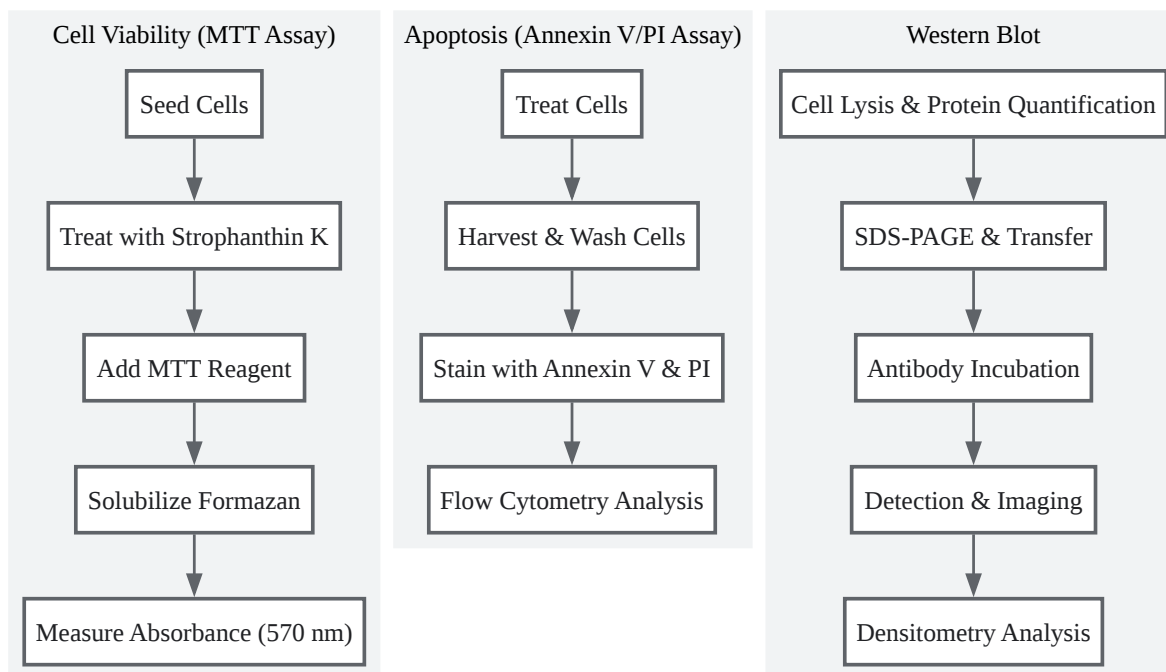 Cell Viability (MTT Assay)
Seed Cells
Treat with Strophanthin K
Add MTT Reagent
Solubilize Formazan
Measure Absorbance (570 nm)
Apoptosis (Annexin V/PI Assay)
Treat Cells
Harvest & Wash Cells
Stain with Annexin V & PI
Flow Cytometry Analysis
Western Blot
Cell Lysis & Protein Quantification
SDS-PAGE & Transfer
Antibody Incubation
Detection & Imaging
Densitometry Analysis